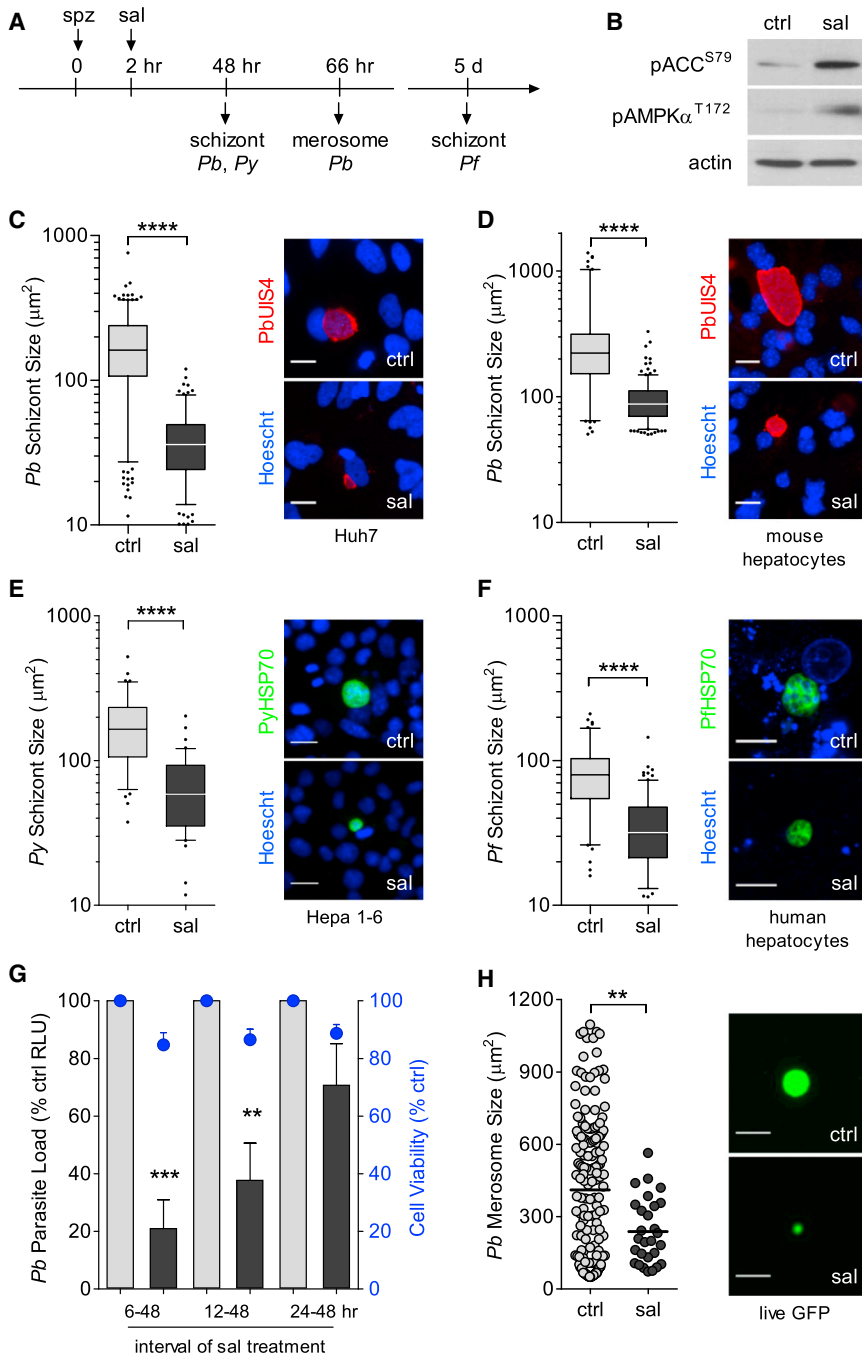 A
spz
sal
0
2 hr
48 hr
66 hr
5 d
schizont
Pb, Py
merosome
Pb
schizont
Pf
B
ctrl
sal
pACC^S79
pAMPKα^T172
actin
C
Pb Schizont Size (μm²)
1000
100
10
****
ctrl
sal
PbUIS4
Hoescht
ctrl
sal
Huh7
D
Pb Schizont Size (μm²)
1000
100
10
****
ctrl
sal
PbUIS4
Hoescht
ctrl
sal
mouse
hepatocytes
E
Py Schizont Size (μm²)
1000
100
10
****
ctrl
sal
PyHSP70
Hoescht
ctrl
sal
Hepa 1-6
F
Pf Schizont Size (μm²)
1000
100
10
****
ctrl
sal
PfHSP70
Hoescht
ctrl
sal
human
hepatocytes
G
Pb Parasite Load (% ctrl RLU)
100
80
60
40
20
0
***
**
100
80
60
40
20
0
Cell Viability (% ctrl)
6-48
12-48
24-48 hr
interval of sal treatment
H
Pb Merosome Size (μm²)
1200
900
600
300
0
**
ctrl
sal
ctrl
sal
live GFP